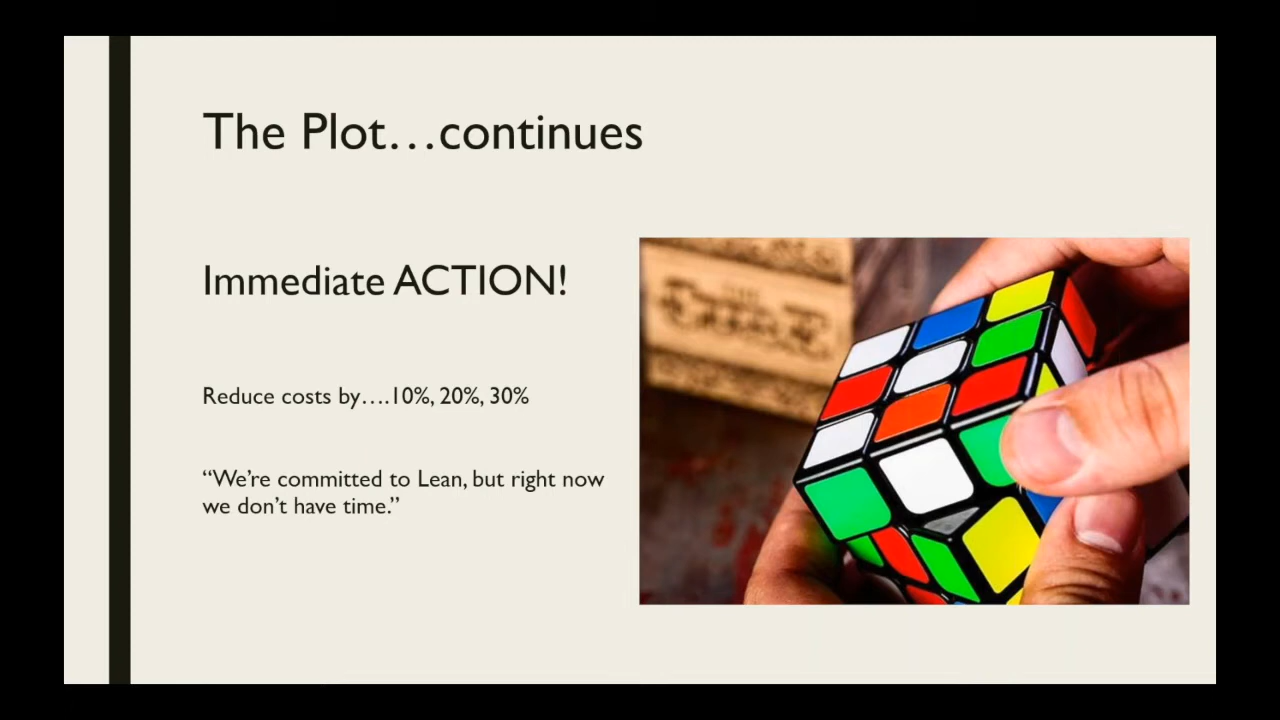 The Plot…continues
Immediate ACTION!
Reduce costs by….10%, 20%, 30%
“We’re committed to Lean, but right now
we don’t have time.”